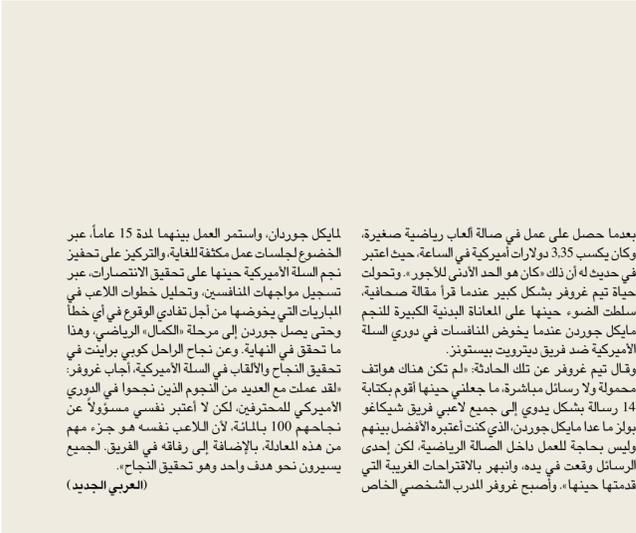 بعدما حصل على عمل في صالة ألعاب رياضية صغيرة،
وكان يكسب 3,35 دولارات أميركية في الساعة، حيث اعتبر
في حديث له أن ذلك «كان هو الحد الأدنى للأجور». وتحولت
حياة تيم غروفر بشكل كبير عندما قرأ مقالة صحافية،
سلطت الضوء حينها على المعاناة البدنية الكبيرة للنجم
مايكل جوردن عندما يخوض المنافسات في دوري السلة
الأميركية ضد فريق ديترويت بيستونز.
وقال تيم غروفر عن تلك الحادثة: «لم تكن هناك هواتف
محمولة ولا رسائل مباشرة، ما جعلني حينها أقوم بكتابة
14 رسالة بشكل يدوي إلى جميع لاعبي فريق شيكاغو
بولز ما عدا مايكل جوردن، الذي كنت أعتبره الأفضل بينهم
وليس بحاجة للعمل داخل الصالة الرياضية، لكن إحدى
الرسائل وقعت في يده، وانبهر بالاقتراحات الغريبة التي
قدمتها حينها». وأصبح غروفر المدرب الشخصي الخاص
لمايكل جوردان، واستمر العمل بينهما لمدة 15 عاماً، عبر
الخضوع لجلسات عمل مكثفة للغاية، والتركيز على تحفيز
نجم السلة الأميركية حينها على تحقيق الانتصارات، عبر
تسجيل مواجهات المنافسين، وتحليل خطوات اللاعب في
المباريات التي يخوضها من أجل تفادي الوقوع في أي خطأ
وحتى يصل جوردن إلى مرحلة «الكمال» الرياضي، وهذا
ما تحقق في النهاية. وعن نجاح الراحل كوبي براينت في
تحقيق النجاح والألقاب في السلة الأميركية، أجاب غروفر:
«لقد عملت مع العديد من النجوم الذين نجحوا في الدوري
الأميركي للمحترفين، لكن لا أعتبر نفسي مسؤولاً عن
نجاحهم 100 بالمائة، لأن اللاعب نفسه هو جزء مهم
من هذه المعادلة، بالإضافة إلى رفاقه في الفريق. الجميع
يسيرون نحو هدف واحد وهو تحقيق النجاح».
(العربي الجديد)